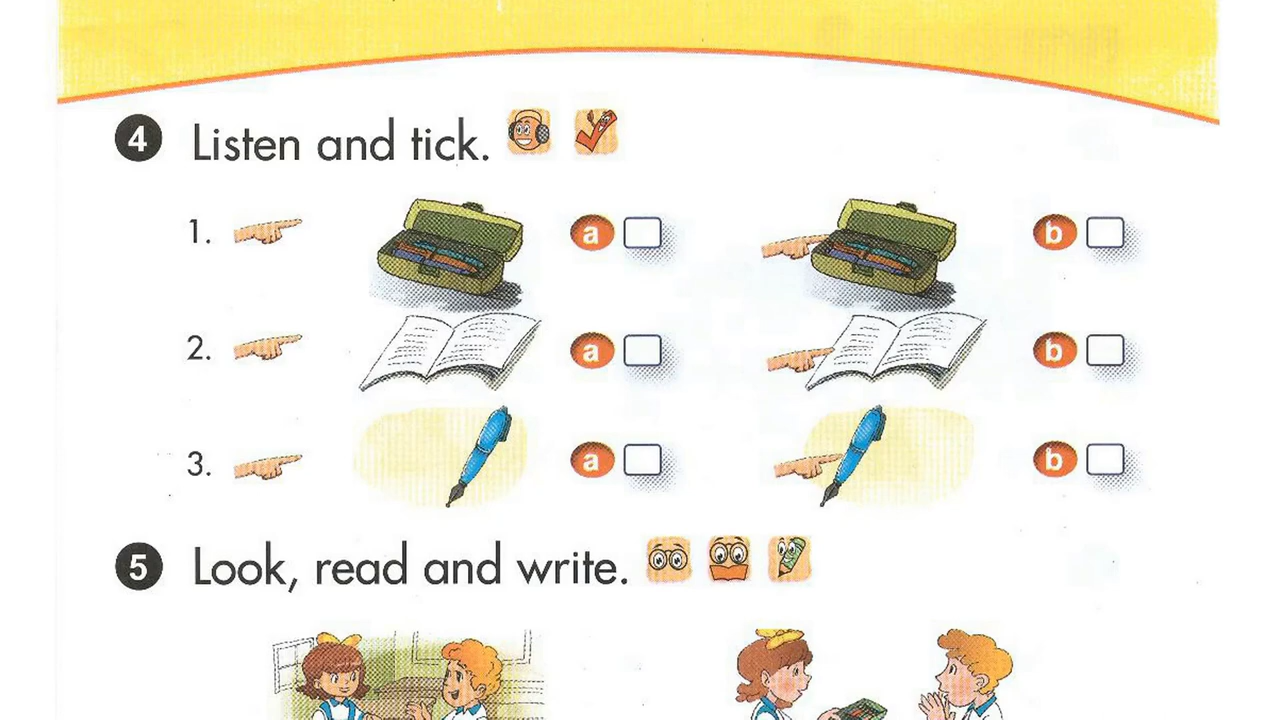 4 Listen and tick.
1. a b
2. a b
3. a b
5 Look, read and write.